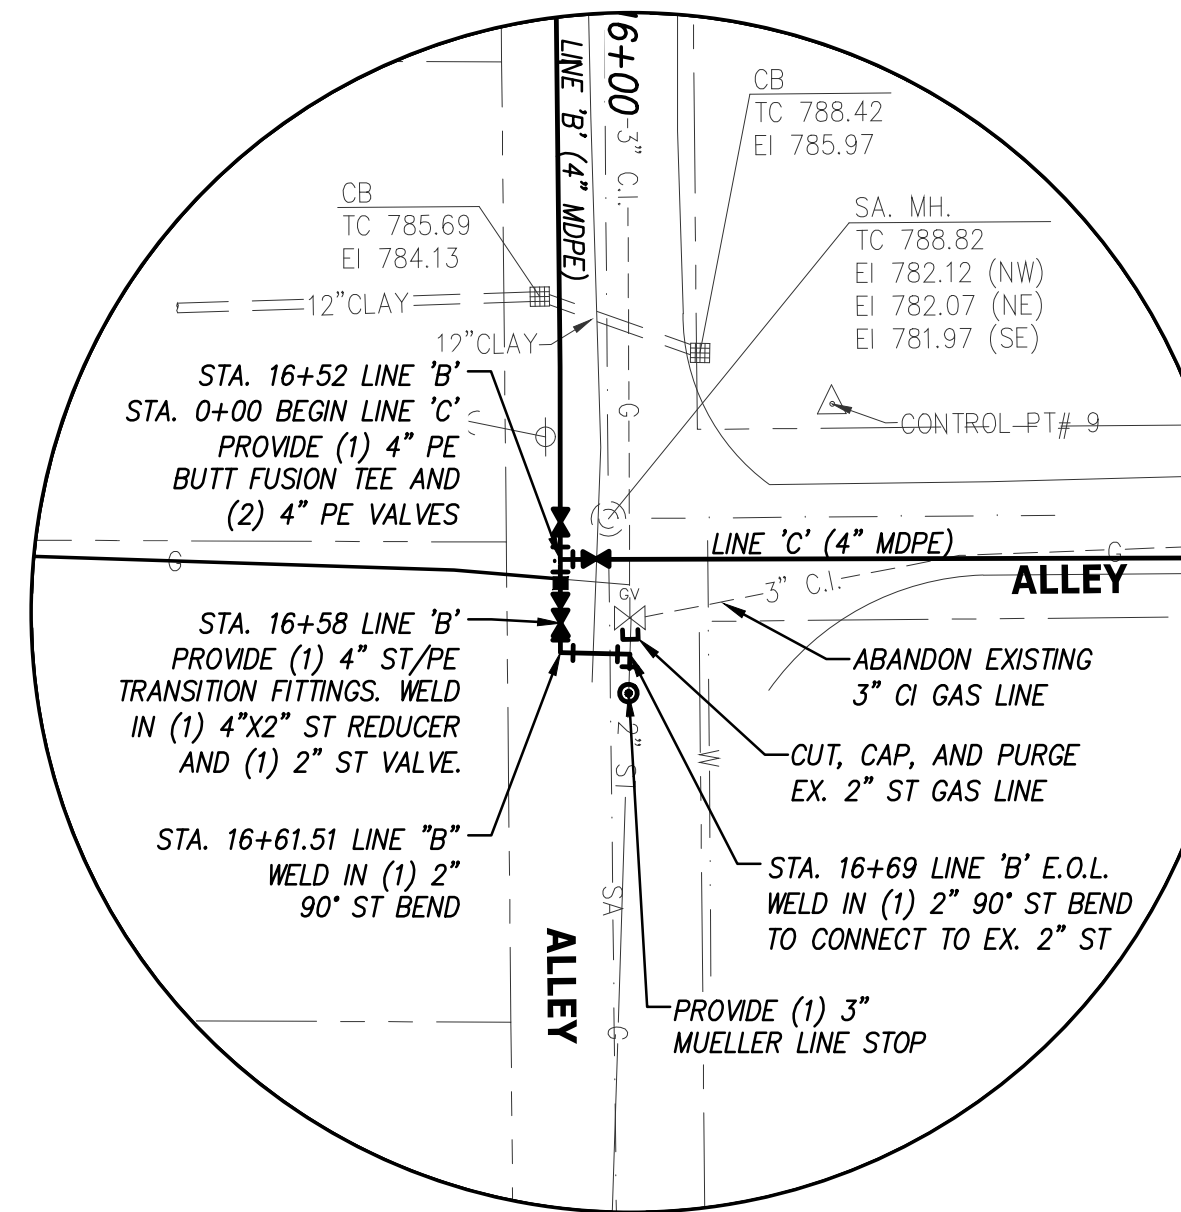 LINE 'B' (4" MDPE)
16+00
3" C.I.
CB
TC 788.42
EI 785.97
CB
TC 785.69
EI 784.13
SA. MH.
TC 788.82
EI 782.12 (NW)
EI 782.07 (NE)
EI 781.97 (SE)
12"CLAY
12"CLAY
STA. 16+52 LINE 'B'
STA. 0+00 BEGIN LINE 'C'
PROVIDE (1) 4" PE
BUTT FUSION TEE AND
(2) 4" PE VALVES
G
CONTROL PT# 9
LINE 'C' (4" MDPE)
G
ALLEY
G
3" C.I.
GV
STA. 16+58 LINE 'B'
PROVIDE (1) 4" ST/PE
TRANSITION FITTINGS. WELD
IN (1) 4"X2" ST REDUCER
AND (1) 2" ST VALVE.
ABANDON EXISTING
3" CI GAS LINE
2" ST
W
CUT, CAP, AND PURGE
EX. 2" ST GAS LINE
STA. 16+61.51 LINE "B"
WELD IN (1) 2"
90° ST BEND
STA. 16+69 LINE 'B' E.O.L.
WELD IN (1) 2" 90° ST BEND
TO CONNECT TO EX. 2" ST
SA
ALLEY
PROVIDE (1) 3"
MUELLER LINE STOP
G